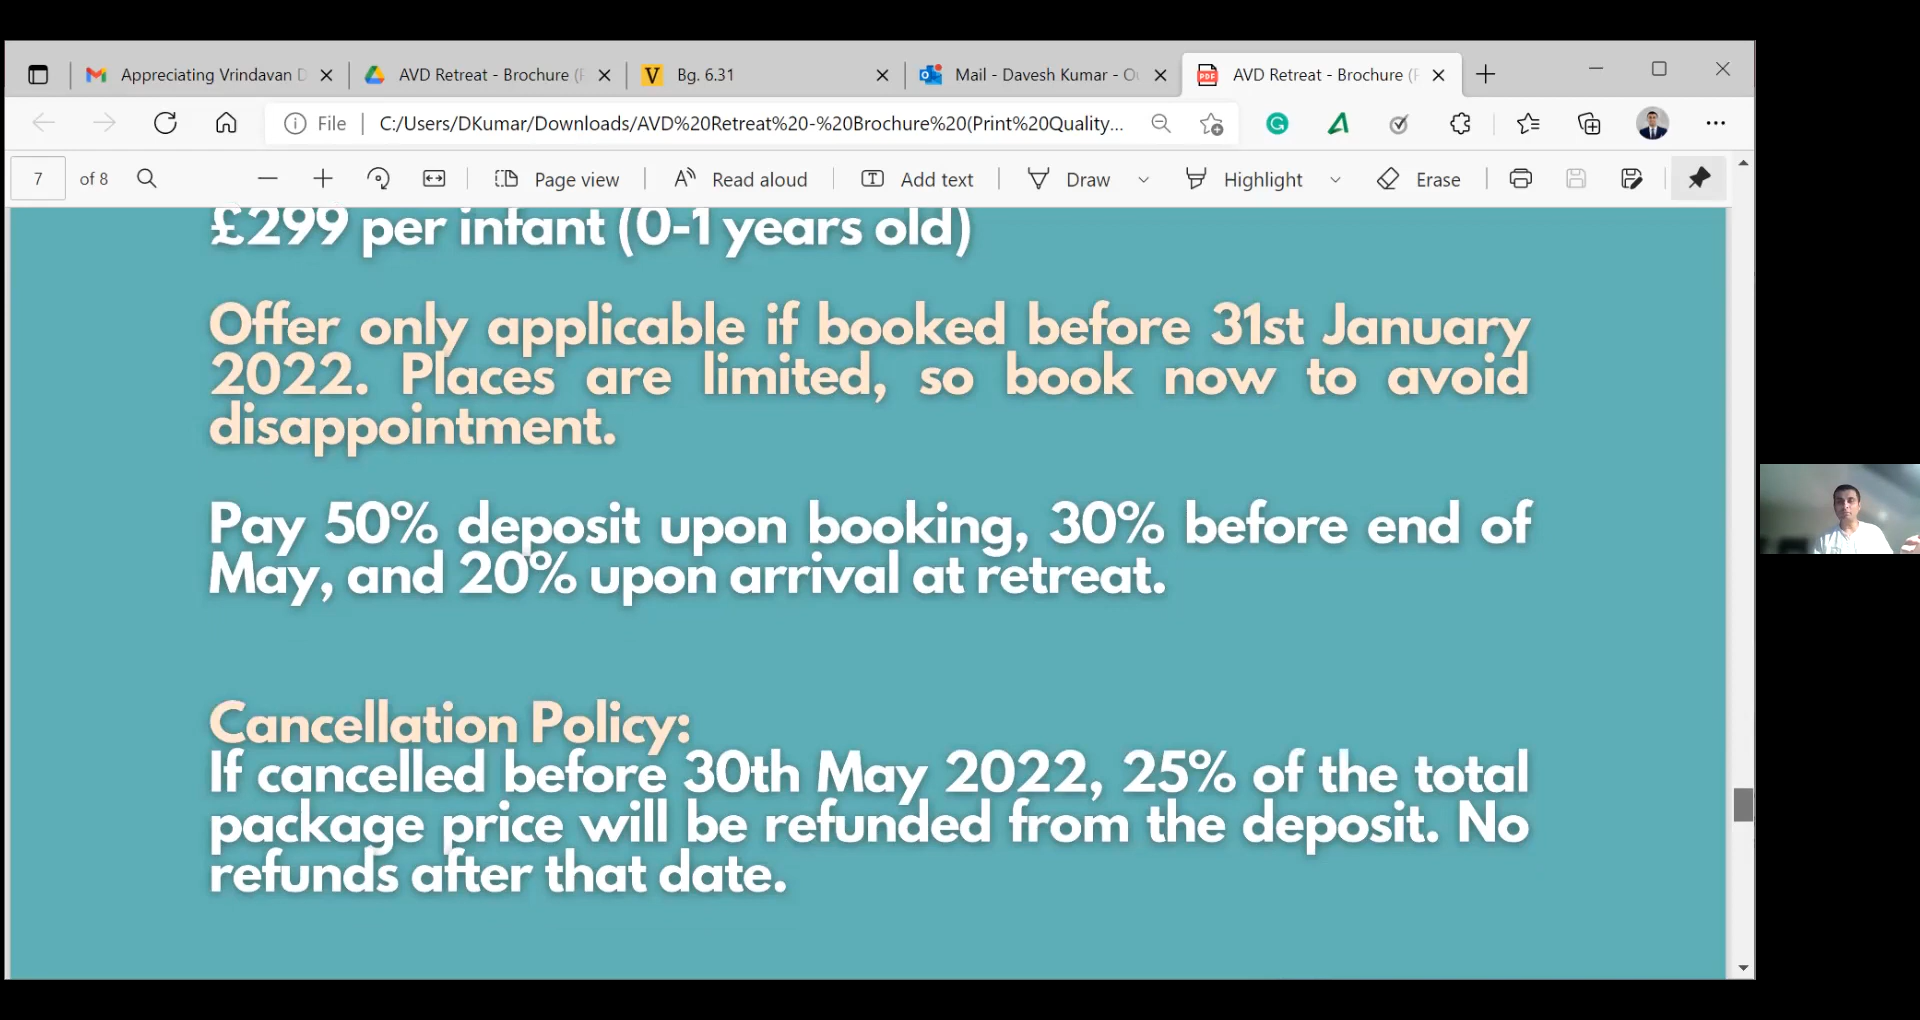 Appreciating Vrindavan D
AVD Retreat - Brochure (F
Bg. 6.31
Mail - Davesh Kumar - Ou
AVD Retreat - Brochure (F
File
C:/Users/DKumar/Downloads/AVD%20Retreat%20-%20Brochure%20(Print%20Quality...
7 of 8
Page view
Read aloud
Add text
Draw
Highlight
Erase
£299 per infant (0-1 years old)
Offer only applicable if booked before 31st January
2022. Places are limited, so book now to avoid
disappointment.
Pay 50% deposit upon booking, 30% before end of
May, and 20% upon arrival at retreat.
Cancellation Policy:
If cancelled before 30th May 2022, 25% of the total
package price will be refunded from the deposit. No
refunds after that date.